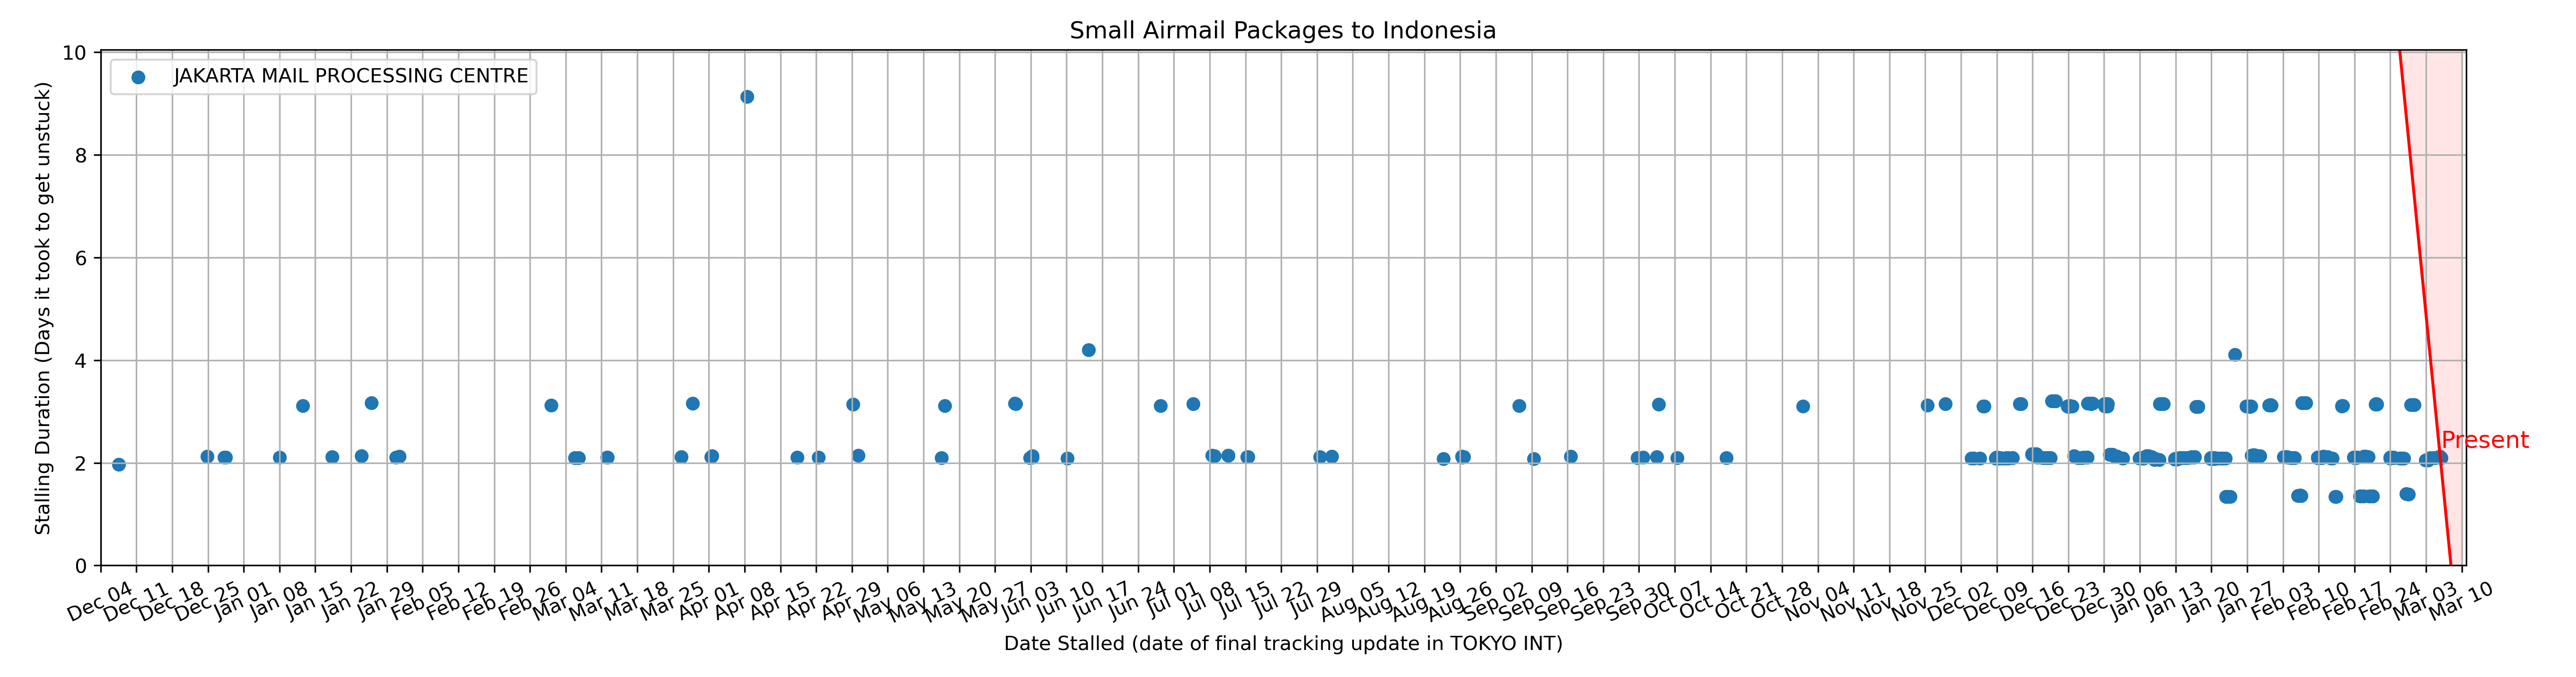 Small Airmail Packages to Indonesia
JAKARTA MAIL PROCESSING CENTRE
Stalling Duration (Days it took to get unstuck)
10
8
6
4
2
0
Present
Dec 04 Dec 11 Dec 18 Dec 25 Jan 01 Jan 08 Jan 15 Jan 22 Jan 29 Feb 05 Feb 12 Feb 19 Feb 26 Mar 04 Mar 11 Mar 18 Mar 25 Apr 01 Apr 08 Apr 15 Apr 22 Apr 29 May 06 May 13 May 20 May 27 Jun 03 Jun 10 Jun 17 Jun 24 Jul 01 Jul 08 Jul 15 Jul 22 Jul 29 Aug 05 Aug 12 Aug 19 Aug 26 Sep 02 Sep 09 Sep 16 Sep 23 Sep 30 Oct 07 Oct 14 Oct 21 Oct 28 Nov 04 Nov 11 Nov 18 Nov 25 Dec 02 Dec 09 Dec 16 Dec 23 Dec 30 Jan 06 Jan 13 Jan 20 Jan 27 Feb 03 Feb 10 Feb 17 Feb 24 Mar 03 Mar 10
Date Stalled (date of final tracking update in TOKYO INT)